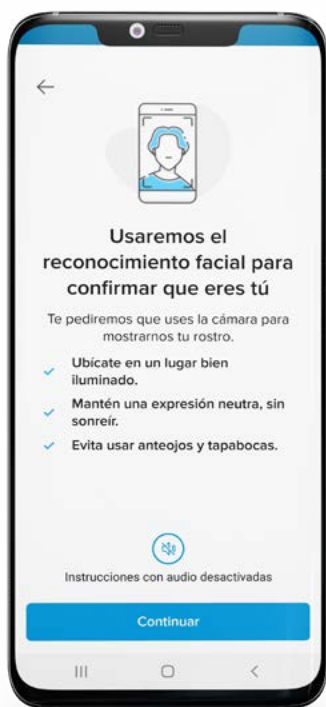 Usaremos el
reconocimiento facial para
confirmar que eres tú
Te pediremos que uses la cámara para
mostrarnos tu rostro.
Ubícate en un lugar bien
iluminado.
Mantén una expresión neutra, sin
sonreír.
Evita usar anteojos y tapabocas.
Instrucciones con audio desactivadas
Continuar